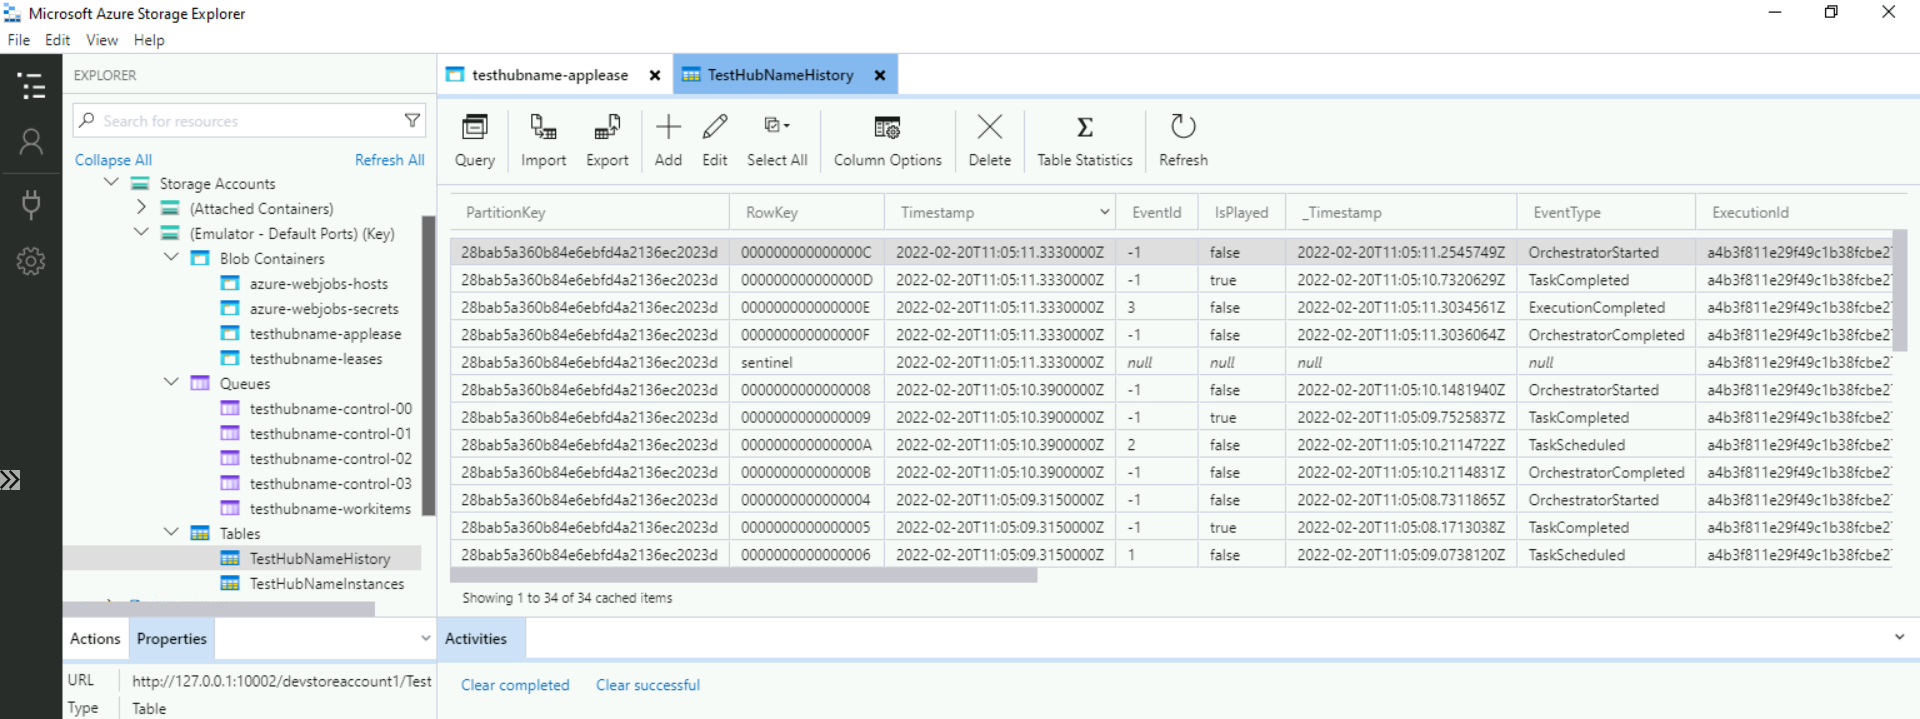 Microsoft Azure Storage Explorer
File Edit View Help
EXPLORER
Search for resources
Collapse All Refresh All
Storage Accounts
(Attached Containers)
(Emulator - Default Ports) (Key)
Blob Containers
azure-webjobs-hosts
azure-webjobs-secrets
testhubname-applease
testhubname-leases
Queues
testhubname-control-00
testhubname-control-01
testhubname-control-02
testhubname-control-03
testhubname-workitems
Tables
TestHubNameHistory
TestHubNameInstances
Actions Properties
URL http://127.0.0.1:10002/devstoreaccount1/Test
Type Table
testhubname-applease TestHubNameHistory
Query Import Export Add Edit Select All Column Options Delete Table Statistics Refresh
PartitionKey RowKey Timestamp EventId IsPlayed _Timestamp EventType ExecutionId
28bab5a360b84e6ebfd4a2136ec2023d 000000000000000C 2022-02-20T11:05:11.3330000Z -1 false 2022-02-20T11:05:11.2545749Z OrchestratorStarted a4b3f811e29f49c1b38fcbe2
28bab5a360b84e6ebfd4a2136ec2023d 000000000000000D 2022-02-20T11:05:11.3330000Z -1 true 2022-02-20T11:05:10.7320629Z TaskCompleted a4b3f811e29f49c1b38fcbe2
28bab5a360b84e6ebfd4a2136ec2023d 000000000000000E 2022-02-20T11:05:11.3330000Z 3 false 2022-02-20T11:05:11.3034561Z ExecutionCompleted a4b3f811e29f49c1b38fcbe2
28bab5a360b84e6ebfd4a2136ec2023d 000000000000000F 2022-02-20T11:05:11.3330000Z -1 false 2022-02-20T11:05:11.3036064Z OrchestratorCompleted a4b3f811e29f49c1b38fcbe2
28bab5a360b84e6ebfd4a2136ec2023d sentinel 2022-02-20T11:05:11.3330000Z null null null null a4b3f811e29f49c1b38fcbe2
28bab5a360b84e6ebfd4a2136ec2023d 0000000000000008 2022-02-20T11:05:10.3900000Z -1 false 2022-02-20T11:05:10.1481940Z OrchestratorStarted a4b3f811e29f49c1b38fcbe2
28bab5a360b84e6ebfd4a2136ec2023d 0000000000000009 2022-02-20T11:05:10.3900000Z -1 true 2022-02-20T11:05:09.7525837Z TaskCompleted a4b3f811e29f49c1b38fcbe2
28bab5a360b84e6ebfd4a2136ec2023d 000000000000000A 2022-02-20T11:05:10.3900000Z 2 false 2022-02-20T11:05:10.2114722Z TaskScheduled a4b3f811e29f49c1b38fcbe2
28bab5a360b84e6ebfd4a2136ec2023d 000000000000000B 2022-02-20T11:05:10.3900000Z -1 false 2022-02-20T11:05:10.2114831Z OrchestratorCompleted a4b3f811e29f49c1b38fcbe2
28bab5a360b84e6ebfd4a2136ec2023d 0000000000000004 2022-02-20T11:05:09.3150000Z -1 false 2022-02-20T11:05:08.7311865Z OrchestratorStarted a4b3f811e29f49c1b38fcbe2
28bab5a360b84e6ebfd4a2136ec2023d 0000000000000005 2022-02-20T11:05:09.3150000Z -1 true 2022-02-20T11:05:08.1713038Z TaskCompleted a4b3f811e29f49c1b38fcbe2
28bab5a360b84e6ebfd4a2136ec2023d 0000000000000006 2022-02-20T11:05:09.3150000Z 1 false 2022-02-20T11:05:09.0738120Z TaskScheduled a4b3f811e29f49c1b38fcbe2
Showing 1 to 34 of 34 cached items
Activities
Clear completed Clear successful